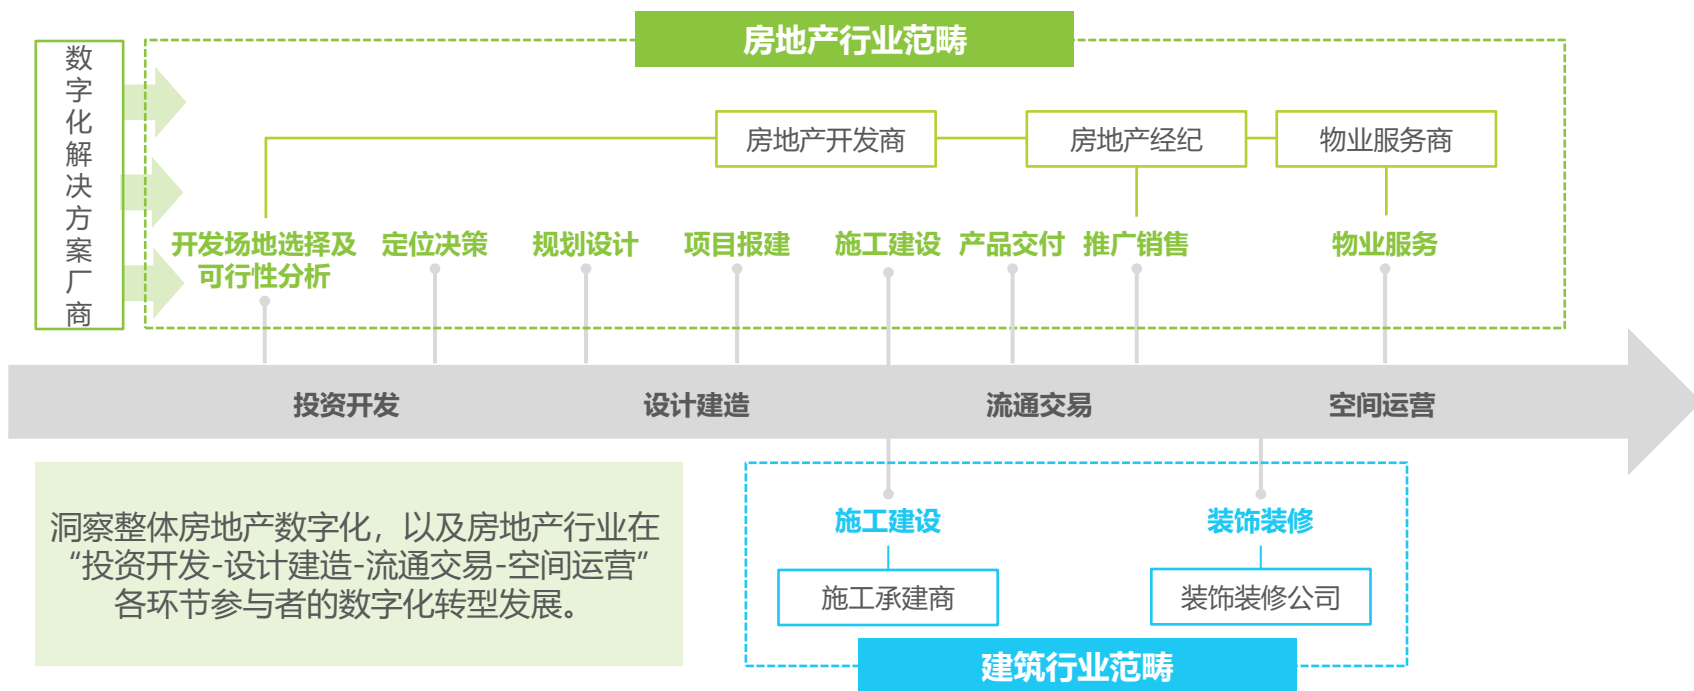 房地产行业范畴
数字化解决方案厂商
房地产开发商
房地产经纪
物业服务商
开发场地选择及
可行性分析
定位决策
规划设计
项目报建
施工建设
产品交付
推广销售
物业服务
投资开发
设计建造
流通交易
空间运营
洞察整体房地产数字化，以及房地产行业在
“投资开发-设计建造-流通交易-空间运营”
各环节参与者的数字化转型发展。
施工建设
装饰装修
施工承建商
装饰装修公司
建筑行业范畴